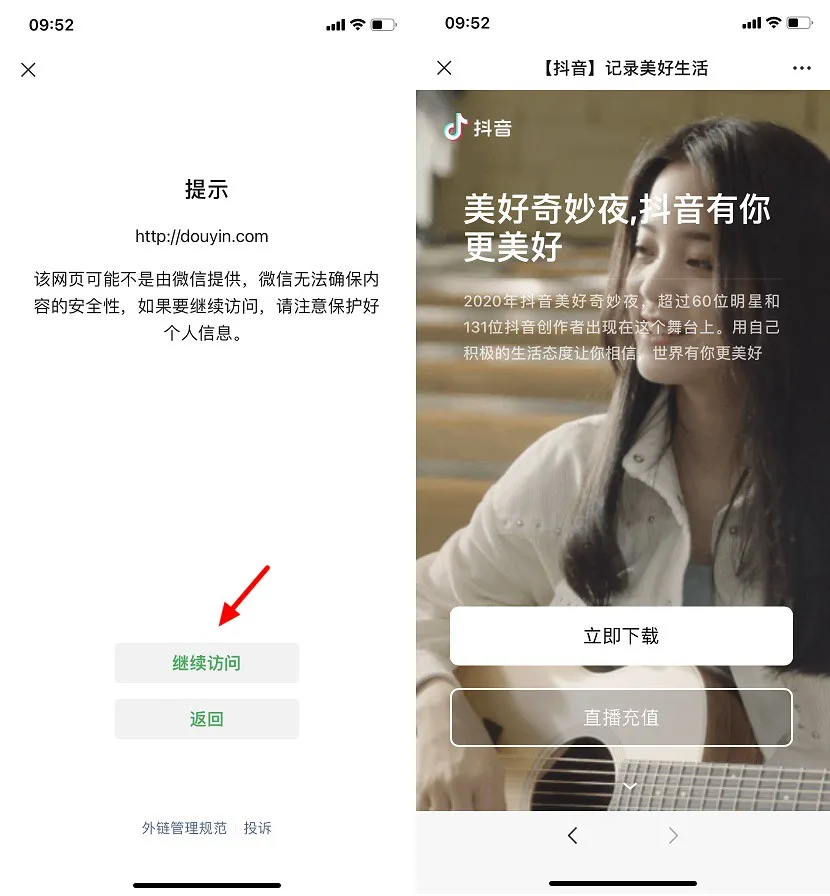 09:52
提示
http://douyin.com
该网页可能不是由微信提供，微信无法确保内
容的安全性，如果要继续访问，请注意保护好
个人信息。
继续访问
返回
外链管理规范 投诉
09:52
【抖音】记录美好生活
抖音
美好奇妙夜,抖音有你
更美好
2020年抖音美好奇妙夜，超过60位明星和
131位抖音创作者出现在这个舞台上。用自己
积极的生活态度让你相信，世界有你更美好
立即下载
直播充值